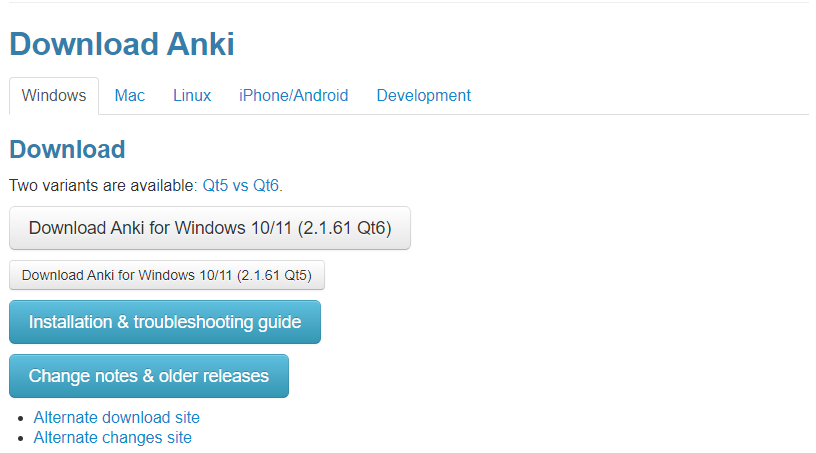 Download Anki
Windows Mac Linux iPhone/Android Development
Download
Two variants are available: Qt5 vs Qt6.
Download Anki for Windows 10/11 (2.1.61 Qt6)
Download Anki for Windows 10/11 (2.1.61 Qt5)
Installation & troubleshooting guide
Change notes & older releases
Alternate download site
Alternate changes site